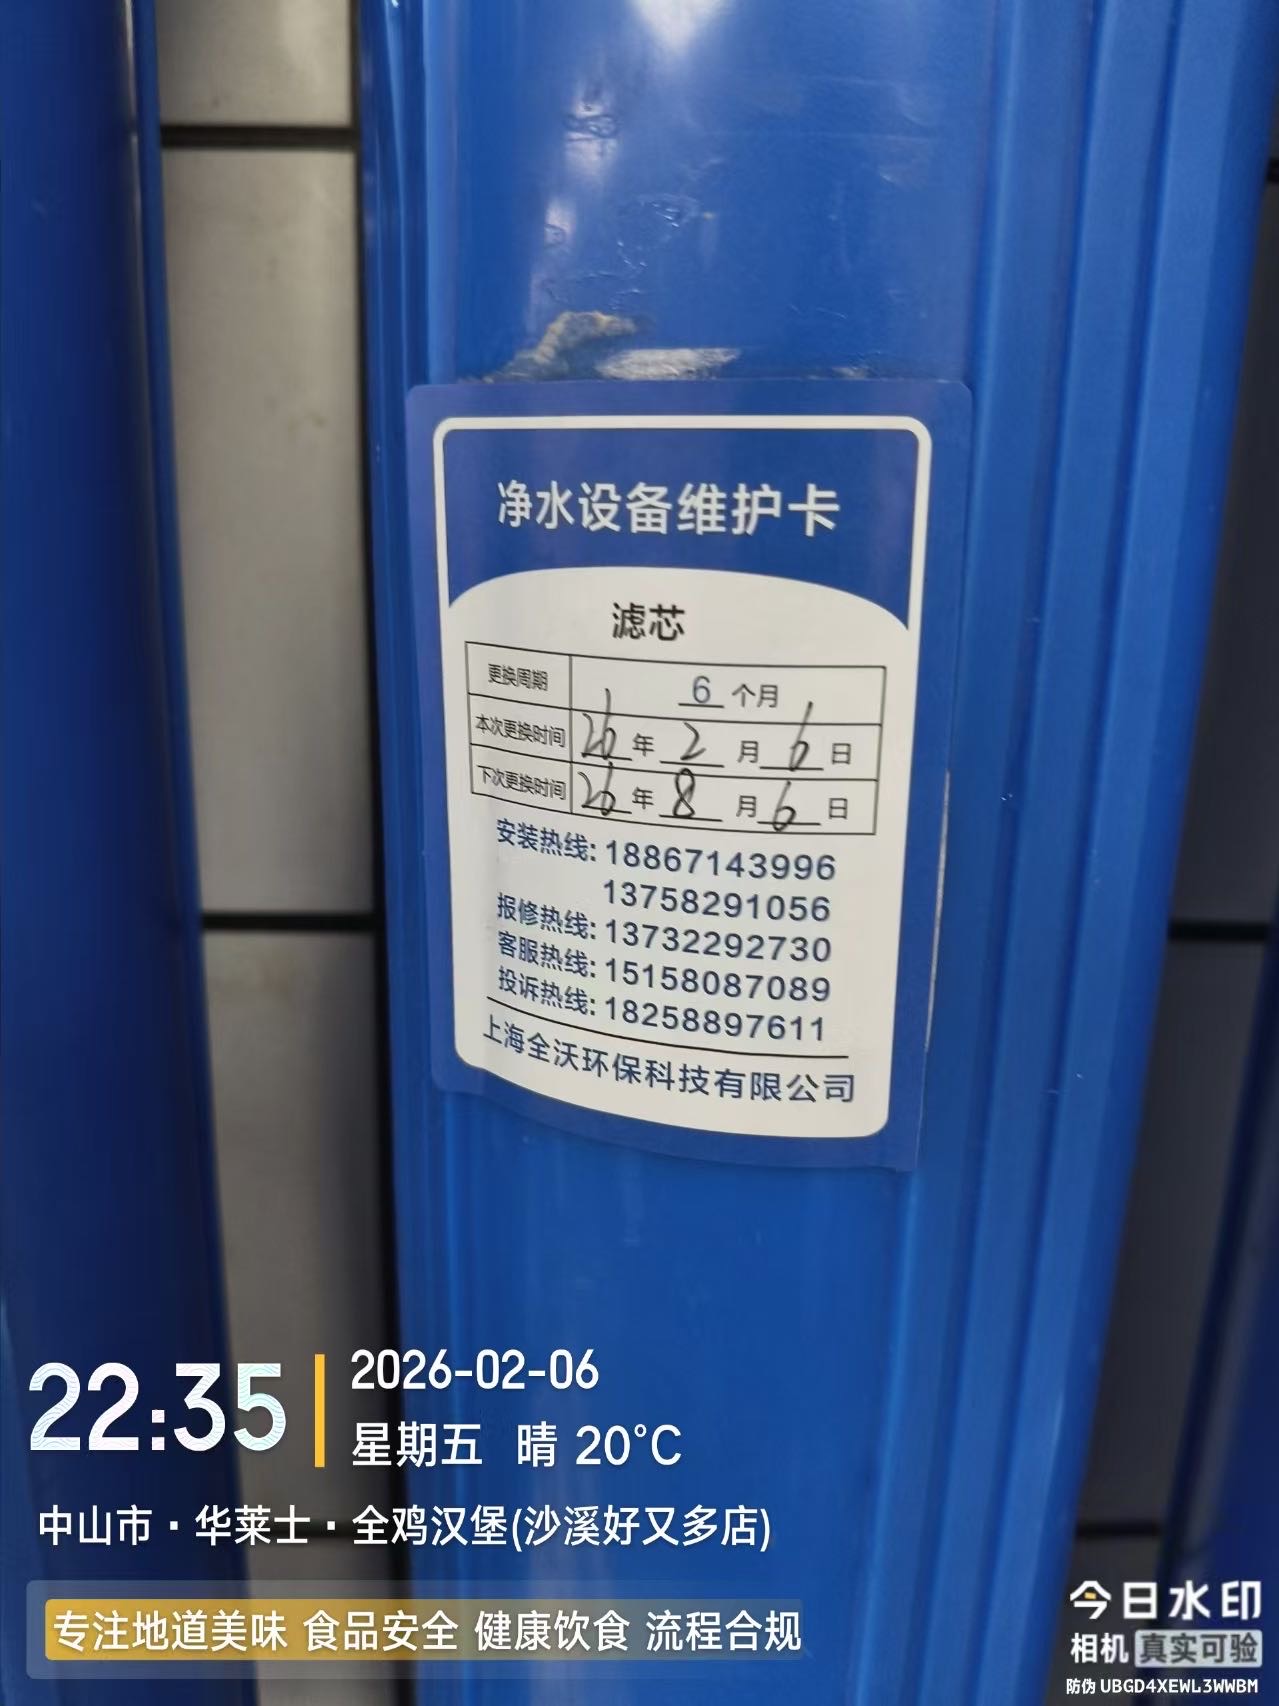 净水设备维护卡
滤芯
更换周期 6 个月
本次更换时间 26 年 2 月 6 日
下次更换时间 26 年 8 月 6 日
安装热线: 18867143996
13758291056
报修热线: 13732292730
客服热线: 15158087089
投诉热线: 18258897611
上海全沃环保科技有限公司
22:35
2026-02-06
星期五 晴 20°C
中山市·华莱士·全鸡汉堡(沙溪好又多店)
专注地道美味 食品安全 健康饮食 流程合规
今日水印
相机 真实可验
防伪 UBGD4XEWL3WWBM